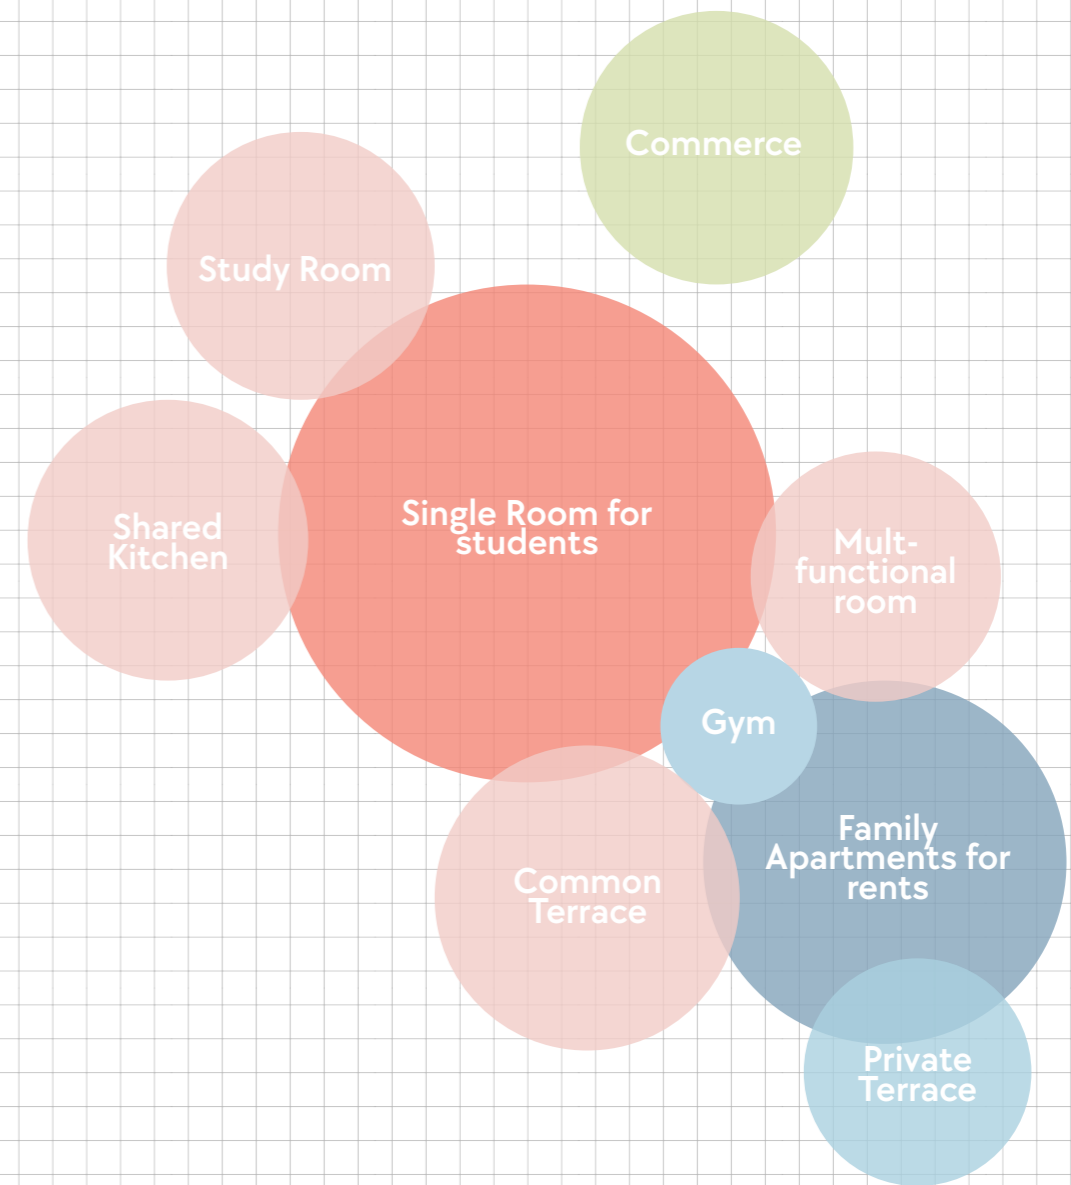 Commerce
Study Room
Single Room for
students
Shared
Kitchen
Mult-
functional
room
Gym
Family
Apartments for
rents
Common
Terrace
Private
Terrace